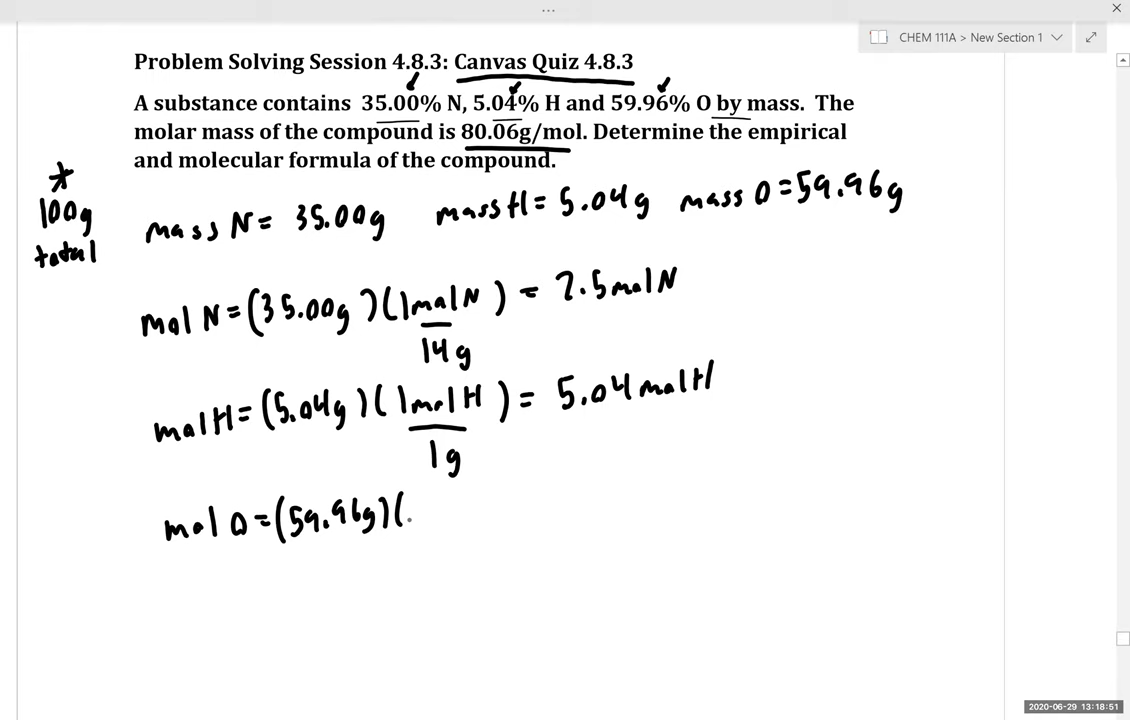 CHEM 111A > New Section 1
Problem Solving Session 4.8.3: Canvas Quiz 4.8.3
A substance contains 35.00% N, 5.04% H and 59.96% O by mass. The
molar mass of the compound is 80.06g/mol. Determine the empirical
and molecular formula of the compound.
* 100g total
mass N = 35.00g mass H = 5.04g mass O = 59.96g
mol N = (35.00g)(1 mol N / 14g) = 2.5 mol N
mol H = (5.04g)(1 mol H / 1g) = 5.04 mol H
mol O = (59.96g)(
2020-06-29 13:18:51